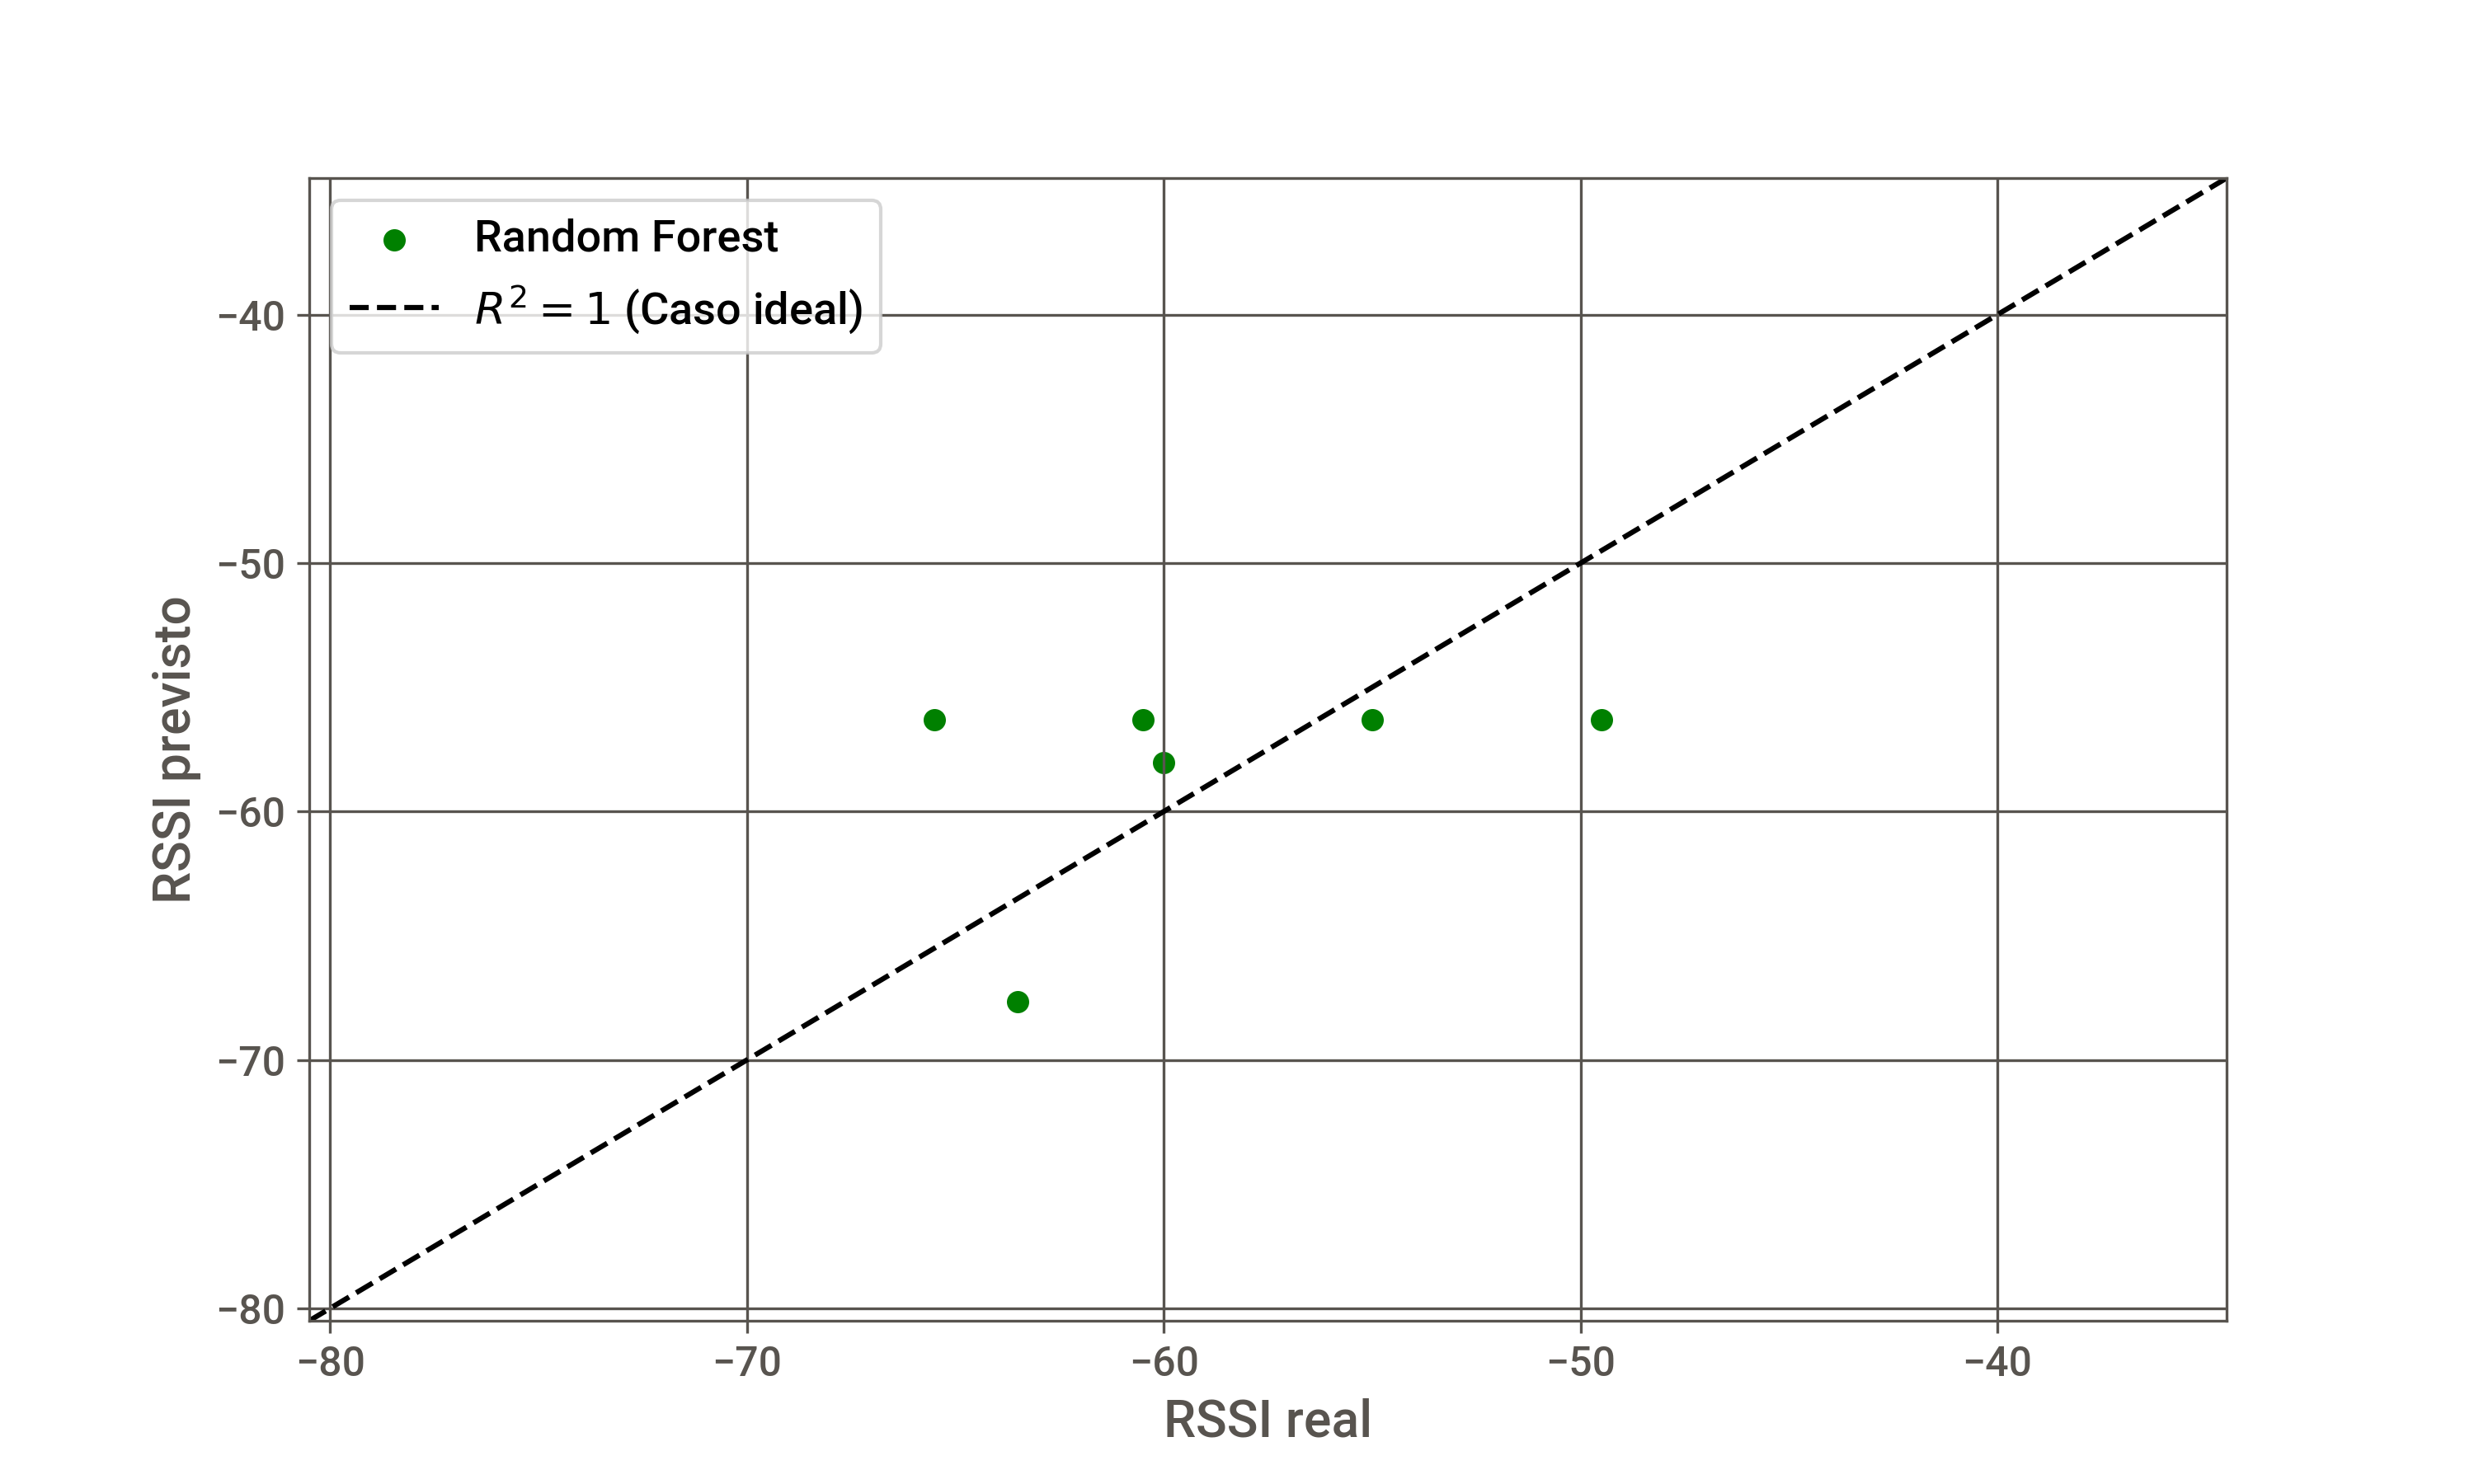 Random Forest
R² = 1 (Caso ideal)
−40
−50
−60
−70
−80
RSSI previsto
−80 −70 −60 −50 −40
RSSI real